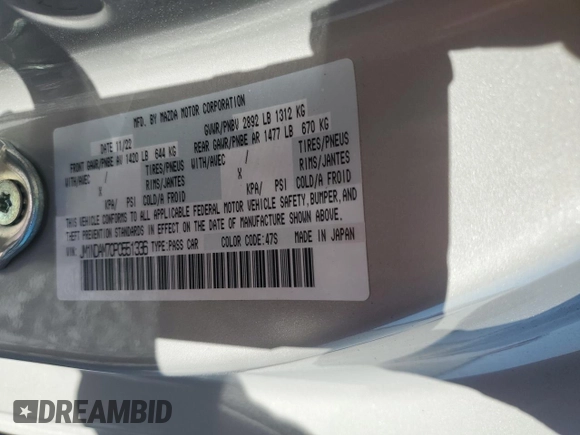 MFD. BY MAZDA MOTOR CORPORATION
DATE 11/22 GVWR/PNBV 2892 LB 1312 KG
FRONT GAWR/PNBE AV 1420 LB 644 KG REAR GAWR/PNBE AR 1477 LB 670 KG
WITH/AVEC TIRES/PNEUS WITH/AVEC TIRES/PNEUS
X RIMS/JANTES X RIMS/JANTES
KPA/ PSI COLD/A FROID KPA/ PSI COLD/A FROID
THIS VEHICLE CONFORMS TO ALL APPLICABLE FEDERAL MOTOR VEHICLE SAFETY, BUMPER, AND
THEFT PREVENTION STANDARDS IN EFFECT ON THE DATE OF MANUFACTURE SHOWN ABOVE.
TYPE:PASS CAR COLOR CODE:47S MADE IN JAPAN
DREAMBID